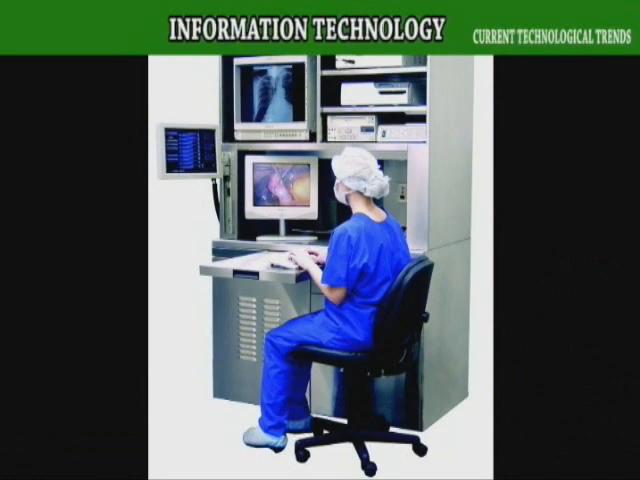 INFORMATION TECHNOLOGY
CURRENT TECHNOLOGICAL TRENDS